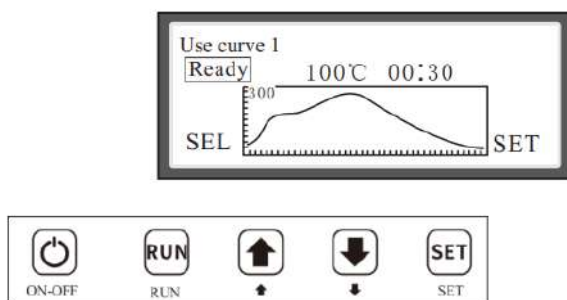 Use curve 1
Ready 100℃ 00:30
300
SEL SET
RUN SET
ON-OFF RUN SET